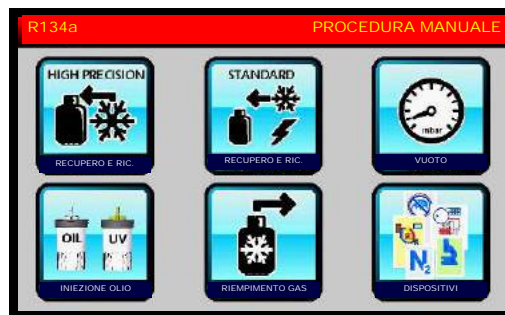 R134a PROCEDURA MANUALE
HIGH PRECISION
RECUPERO E RIC.
STANDARD
RECUPERO E RIC.
mbar
VUOTO
OIL UV
INIEZIONE OLIO
RIEMPIMENTO GAS
N₂
DISPOSITIVI